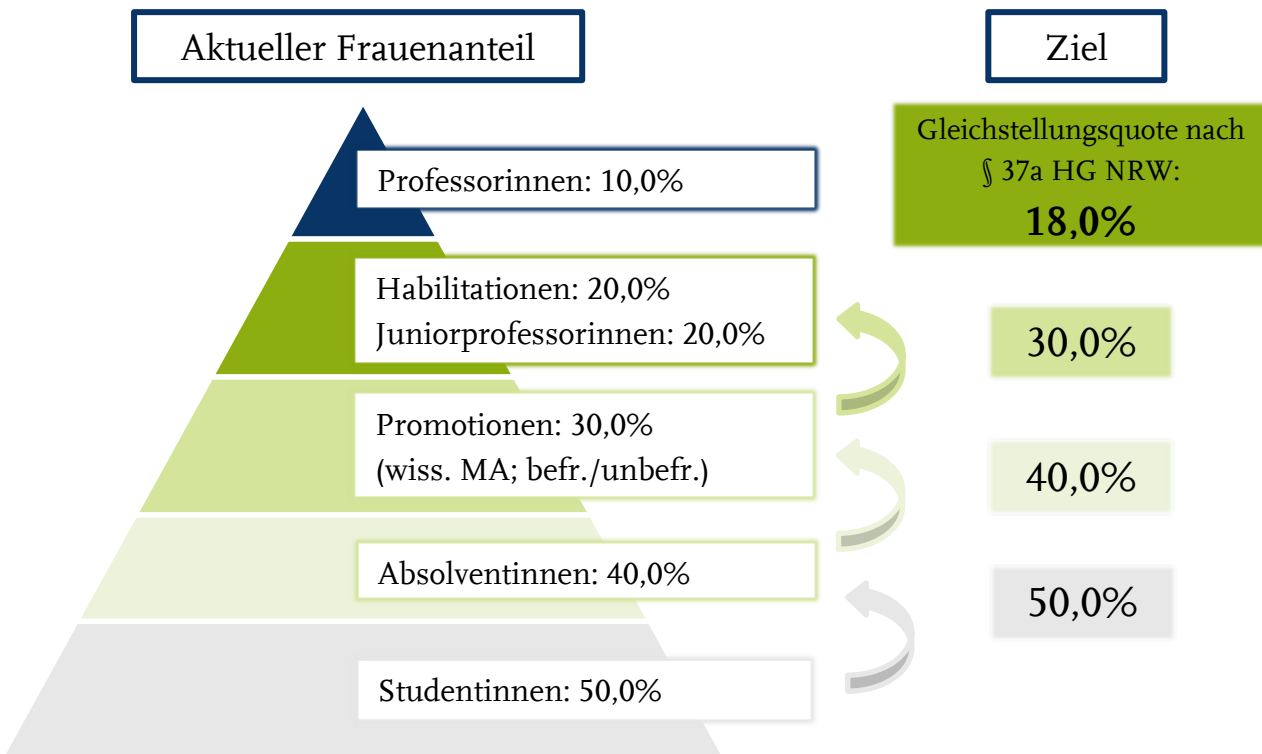 Aktueller Frauenanteil
Ziel
Professorinnen: 10,0%
Gleichstellungsquote nach
§ 37a HG NRW:
18,0%
Habilitationen: 20,0%
Juniorprofessorinnen: 20,0%
30,0%
Promotionen: 30,0%
(wiss. MA; befr./unbefr.)
40,0%
Absolventinnen: 40,0%
50,0%
Studentinnen: 50,0%